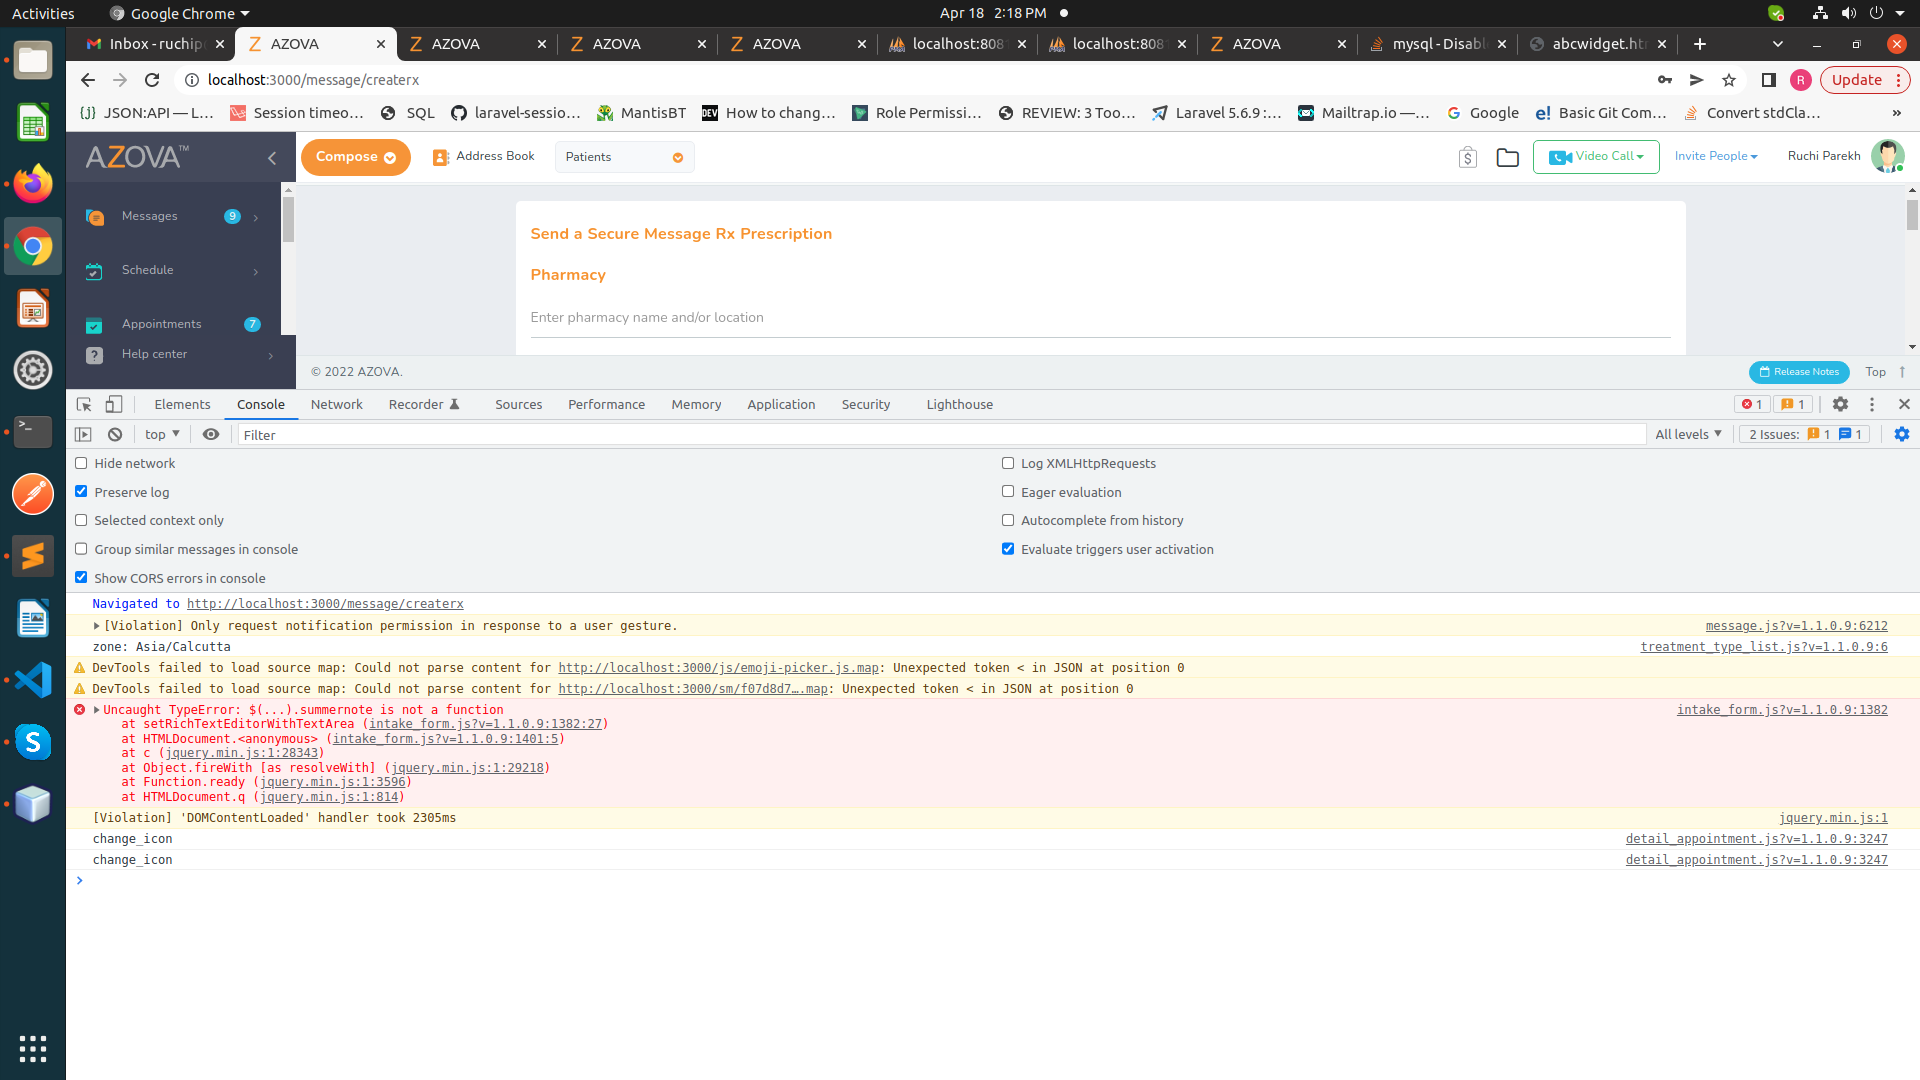 Activities
Google Chrome
Apr 18 2:18 PM
Inbox - ruchip
AZOVA
AZOVA
AZOVA
AZOVA
localhost:808
localhost:808
AZOVA
mysql - Disabl
abcwidget.ht
localhost:3000/message/createrx
R
Update
JSON:API — L…
Session timeo…
SQL
laravel-sessio…
MantisBT
How to chang…
Role Permissi…
REVIEW: 3 Too…
Laravel 5.6.9 :…
Mailtrap.io —…
Google
Basic Git Com…
Convert stdCla…
»
AZOVA™
Compose
Address Book
Patients
Video Call
Invite People
Ruchi Parekh
Messages 9
Schedule
Appointments 7
Help center
Send a Secure Message Rx Prescription
Pharmacy
Enter pharmacy name and/or location
© 2022 AZOVA.
Release Notes
Top
Elements Console Network Recorder Sources Performance Memory Application Security Lighthouse
1 1
top
Filter
All levels
2 Issues: 1 1
Hide network
Log XMLHttpRequests
Preserve log
Eager evaluation
Selected context only
Autocomplete from history
Group similar messages in console
Evaluate triggers user activation
Show CORS errors in console
Navigated to http://localhost:3000/message/createrx
[Violation] Only request notification permission in response to a user gesture. message.js?v=1.1.0.9:6212
zone: Asia/Calcutta treatment_type_list.js?v=1.1.0.9:6
DevTools failed to load source map: Could not parse content for http://localhost:3000/js/emoji-picker.js.map: Unexpected token < in JSON at position 0
DevTools failed to load source map: Could not parse content for http://localhost:3000/sm/f07d8d7….map: Unexpected token < in JSON at position 0
Uncaught TypeError: $(...).summernote is not a function intake_form.js?v=1.1.0.9:1382
at setRichTextEditorWithTextArea (intake_form.js?v=1.1.0.9:1382:27)
at HTMLDocument.<anonymous> (intake_form.js?v=1.1.0.9:1401:5)
at c (jquery.min.js:1:28343)
at Object.fireWith [as resolveWith] (jquery.min.js:1:29218)
at Function.ready (jquery.min.js:1:3596)
at HTMLDocument.q (jquery.min.js:1:814)
[Violation] 'DOMContentLoaded' handler took 2305ms jquery.min.js:1
change_icon detail_appointment.js?v=1.1.0.9:3247
change_icon detail_appointment.js?v=1.1.0.9:3247